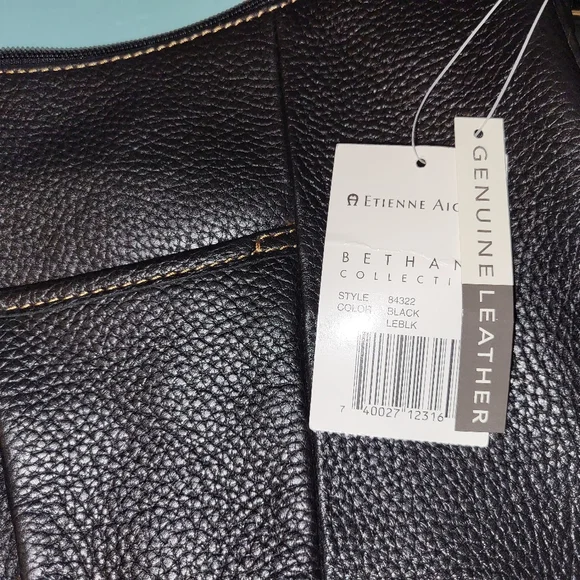 ETIENNE AIG
BETHAN
COLLECTI
STYLE 84322
COLOR BLACK
LEBLK
7 40027 12316
GENUINE LEATHER